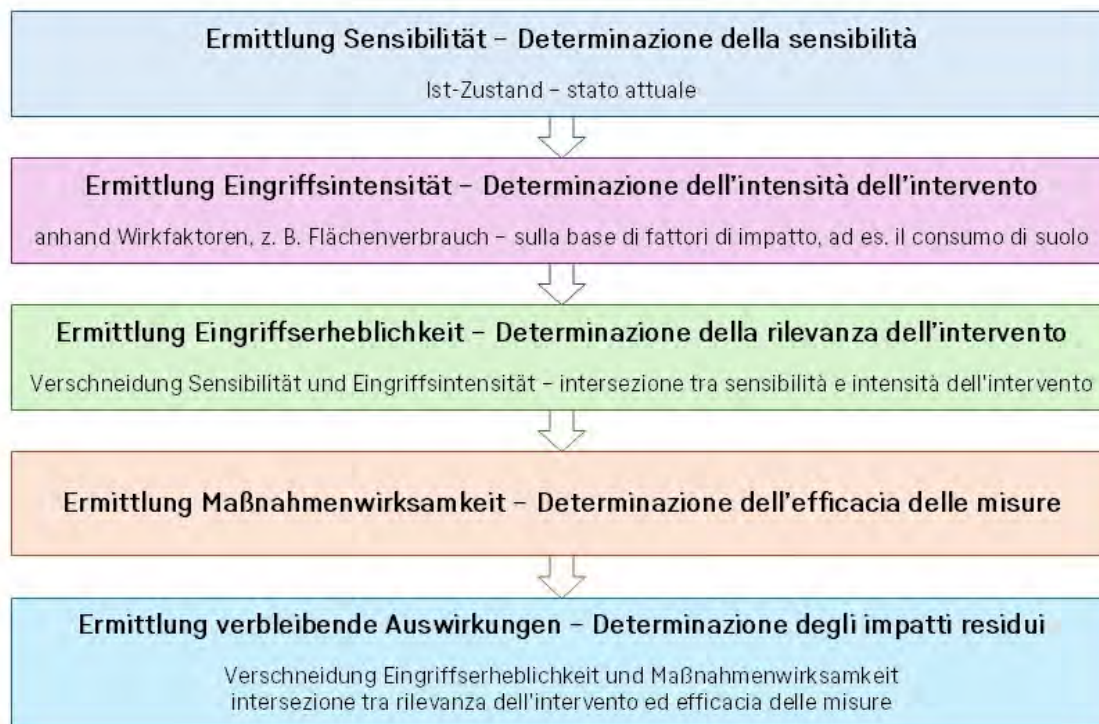 Ermittlung Sensibilität – Determinazione della sensibilità
Ist-Zustand – stato attuale
Ermittlung Eingriffsintensität – Determinazione dell'intensità dell'intervento
anhand Wirkfaktoren, z. B. Flächenverbrauch – sulla base di fattori di impatto, ad es. il consumo di suolo
Ermittlung Eingriffserheblichkeit – Determinazione della rilevanza dell'intervento
Verschneidung Sensibilität und Eingriffsintensität – intersezione tra sensibilità e intensità dell'intervento
Ermittlung Maßnahmenwirksamkeit – Determinazione dell'efficacia delle misure
Ermittlung verbleibende Auswirkungen – Determinazione degli impatti residui
Verschneidung Eingriffserheblichkeit und Maßnahmenwirksamkeit
intersezione tra rilevanza dell'intervento ed efficacia delle misure